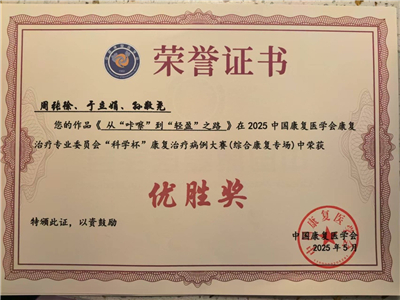 荣誉证书
周钱徐、于立娟、孙敬尧
您的作品《 从“咔嚓”到“轻盈”之路 》在 2025 中国康复医学会康复
治疗专业委员会“科学杯”康复治疗病例大赛(综合康复专场)中荣获
优胜奖
特颁此证，以资鼓励
中国康复医学会
2025 年 5 月